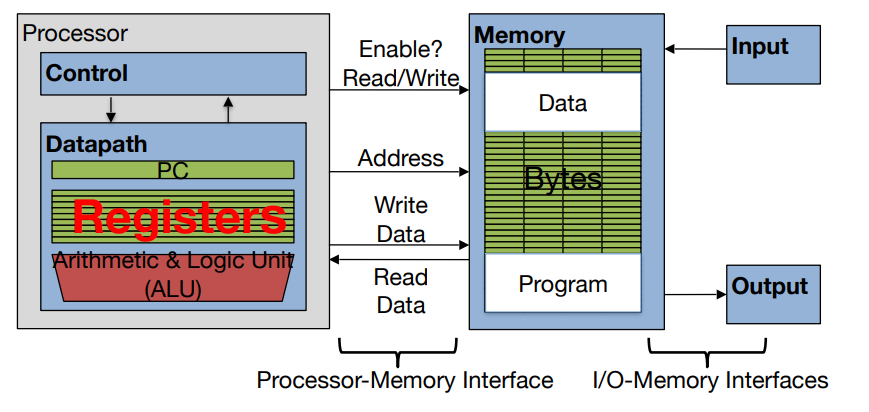 Processor
Control
Datapath
PC
Registers
Arithmetic & Logic Unit
(ALU)
Enable?
Read/Write
Address
Write
Data
Read
Data
Memory
Data
Bytes
Program
Input
Output
Processor-Memory Interface
I/O-Memory Interfaces